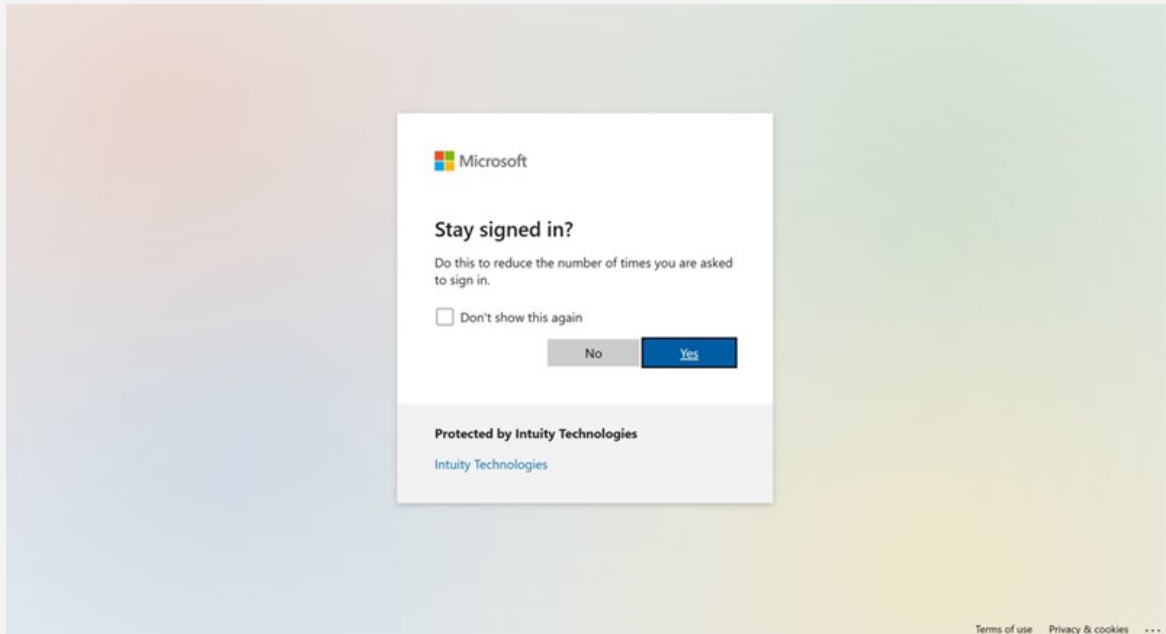 Microsoft
Stay signed in?
Do this to reduce the number of times you are asked
to sign in.
Don't show this again
No Yes
Protected by Intuity Technologies
Intuity Technologies
Terms of use Privacy & cookies ...